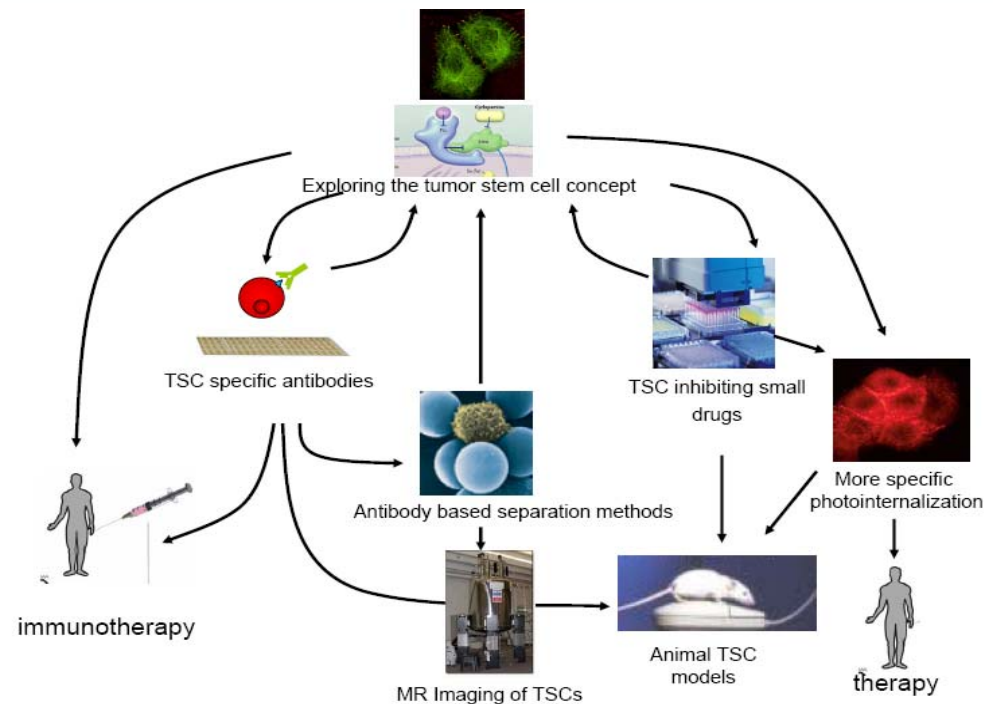 Exploring the tumor stem cell concept
TSC specific antibodies
TSC inhibiting small
drugs
Antibody based separation methods
More specific
photointernalization
immunotherapy
MR Imaging of TSCs
Animal TSC
models
therapy